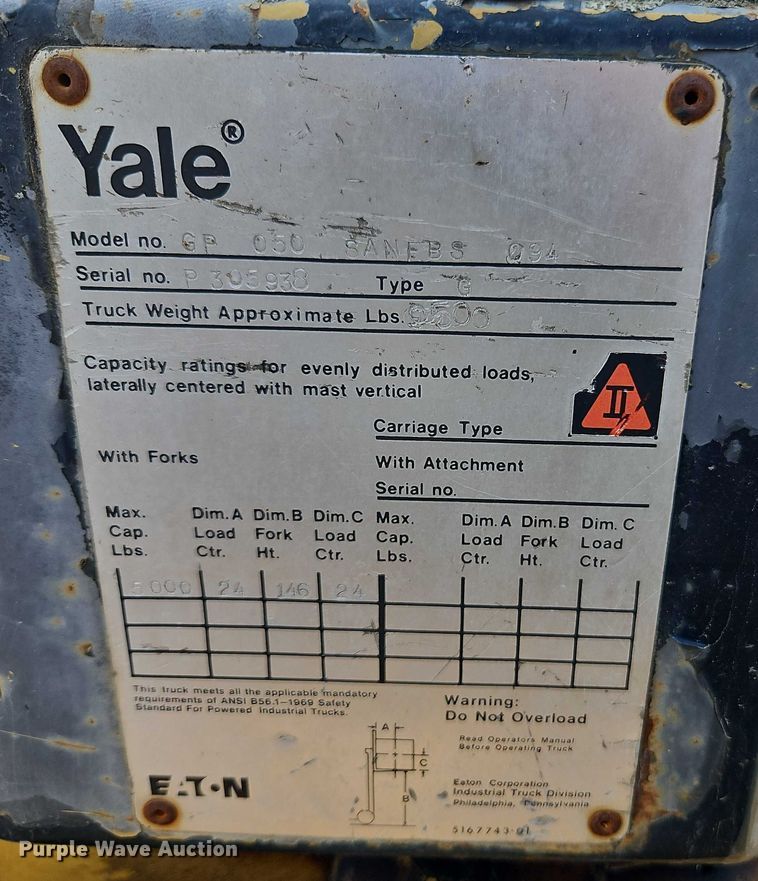 Yale®
Model no. GP 050 094
Serial no. P 305938 Type G
Truck Weight Approximate Lbs. 9500
Capacity ratings for evenly distributed loads,
laterally centered with mast vertical
II
Carriage Type
With Forks
With Attachment
Serial no.
Max. Dim. A Dim. B Dim. C Max. Dim. A Dim. B Dim. C
Cap. Load Fork Load Cap. Load Fork Load
Lbs. Ctr. Ht. Ctr. Lbs. Ctr. Ht. Ctr.
5000 24 146 24
This truck meets all the applicable mandatory
requirements of ANSI B56.1-1969 Safety
Standard For Powered Industrial Trucks.
Warning:
Do Not Overload
Read Operators Manual
Before Operating Truck
A
C
B
EATON
Eaton Corporation
Industrial Truck Division
Philadelphia, Pennsylvania
5167743-01
Purple Wave Auction